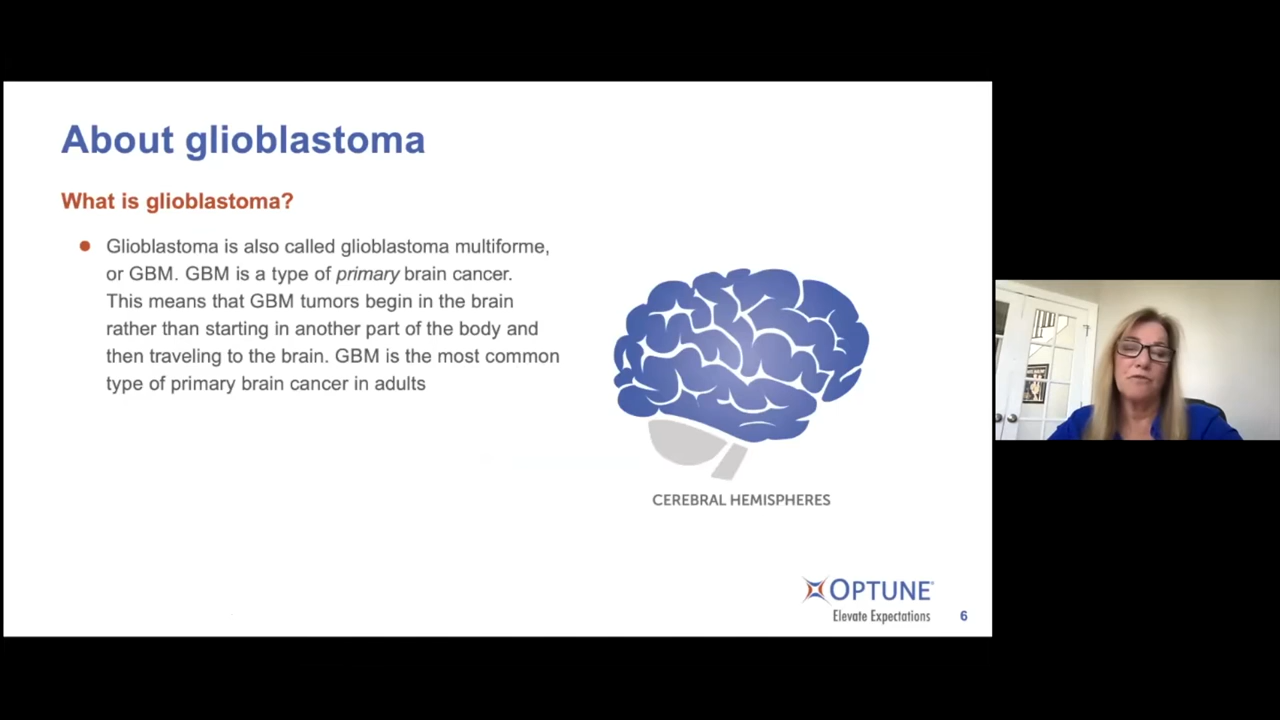 About glioblastoma
What is glioblastoma?
Glioblastoma is also called glioblastoma multiforme,
or GBM. GBM is a type of primary brain cancer.
This means that GBM tumors begin in the brain
rather than starting in another part of the body and
then traveling to the brain. GBM is the most common
type of primary brain cancer in adults
CEREBRAL HEMISPHERES
OPTUNE®
Elevate Expectations
6